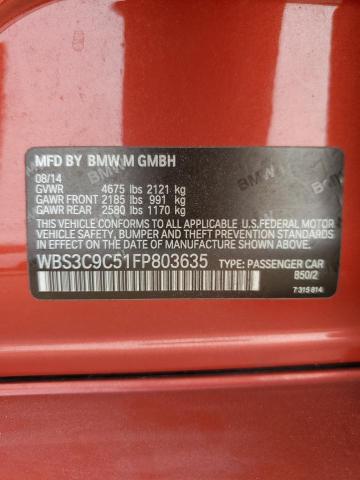 MFD BY BMW M GMBH
08/14
GVWR 4675 lbs 2121 kg
GAWR FRONT 2185 lbs 991 kg
GAWR REAR 2580 lbs 1170 kg
THIS VEHICLE CONFORMS TO ALL APPLICABLE U.S.FEDERAL MOTOR
VEHICLE SAFETY, BUMPER AND THEFT PREVENTION STANDARDS
IN EFFECT ON THE DATE OF MANUFACTURE SHOWN ABOVE.
WBS3C9C51FP803635 TYPE: PASSENGER CAR
B50/2
7 315 814